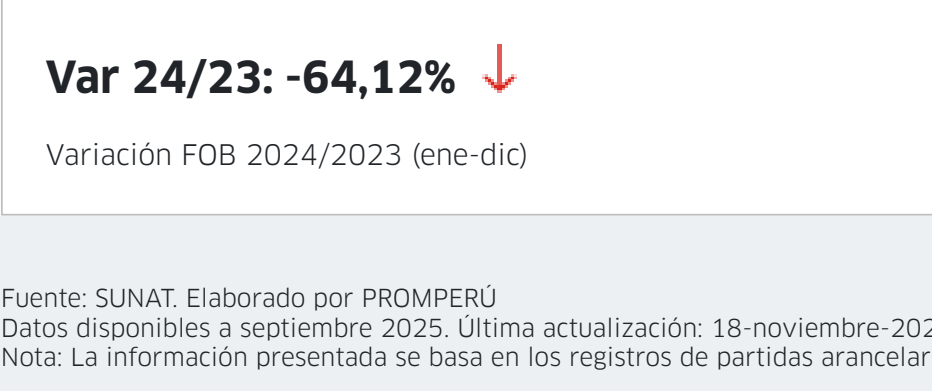 Var 24/23: -64,12%
Variación FOB 2024/2023 (ene-dic)
Fuente: SUNAT. Elaborado por PROMPERÚ
Datos disponibles a septiembre 2025. Última actualización: 18-noviembre-202
Nota: La información presentada se basa en los registros de partidas arancelar